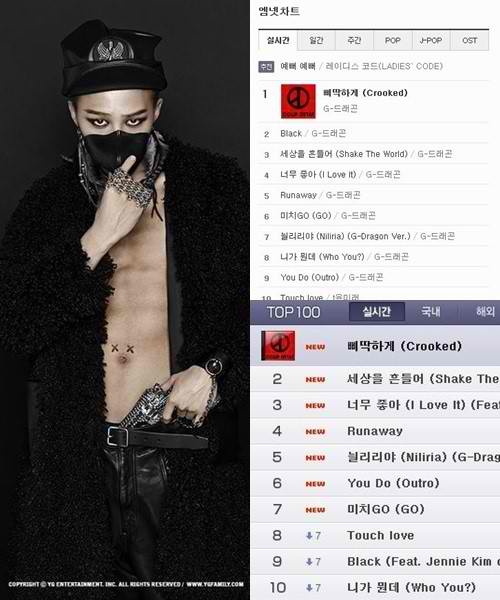 COPYRIGHT ⓒ YG ENTERTAINMENT. INC. ALL RIGHTS RESERVED / WWW.YGFAMILY.COM
엠넷차트
실시간 일간 주간 POP J-POP OST
추천 예뻐 예뻐 / 레이디스 코드(LADIES' CODE)
1 삐딱하게 (Crooked)
G-드래곤
COUP D'ETAT
2 Black / G-드래곤
3 세상을 흔들어 (Shake The World) / G-드래곤
4 너무 좋아 (I Love It) / G-드래곤
5 Runaway / G-드래곤
6 미치GO (GO) / G-드래곤
7 늴리리야 (Niliria) (G-Dragon Ver.) / G-드래곤
8 니가 뭔데 (Who You?) / G-드래곤
9 You Do (Outro) / G-드래곤
10 Touch love / 윤미래
TOP100 실시간 국내 해외
COUP D'ETAT NEW 삐딱하게 (Crooked)
2 NEW 세상을 흔들어 (Shake The
3 NEW 너무 좋아 (I Love It) (Fea
4 NEW Runaway
5 NEW 늴리리야 (Niliria) (G-Drag
6 NEW You Do (Outro)
7 NEW 미치GO (GO)
8 7 Touch love
9 7 Black (Feat. Jennie Kim o
10 7 니가 뭔데 (Who You?)